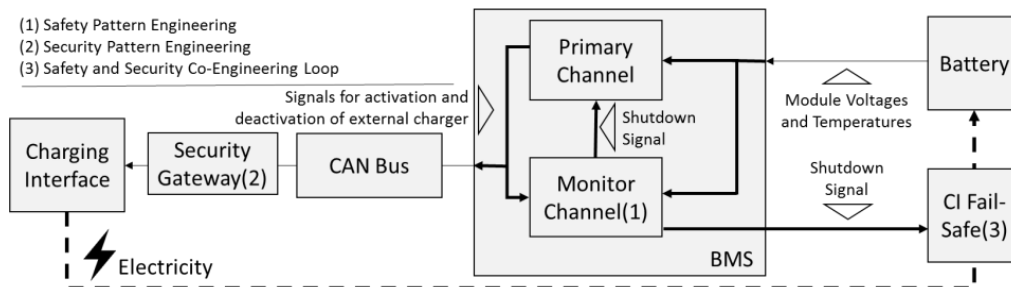 (1) Safety Pattern Engineering
(2) Security Pattern Engineering
(3) Safety and Security Co-Engineering Loop
Signals for activation and
deactivation of external charger
Primary
Channel
Battery
Module Voltages
and Temperatures
Shutdown
Signal
Charging
Interface
Security
Gateway(2)
CAN Bus
Monitor
Channel(1)
Shutdown
Signal
CI Fail-
Safe(3)
BMS
Electricity